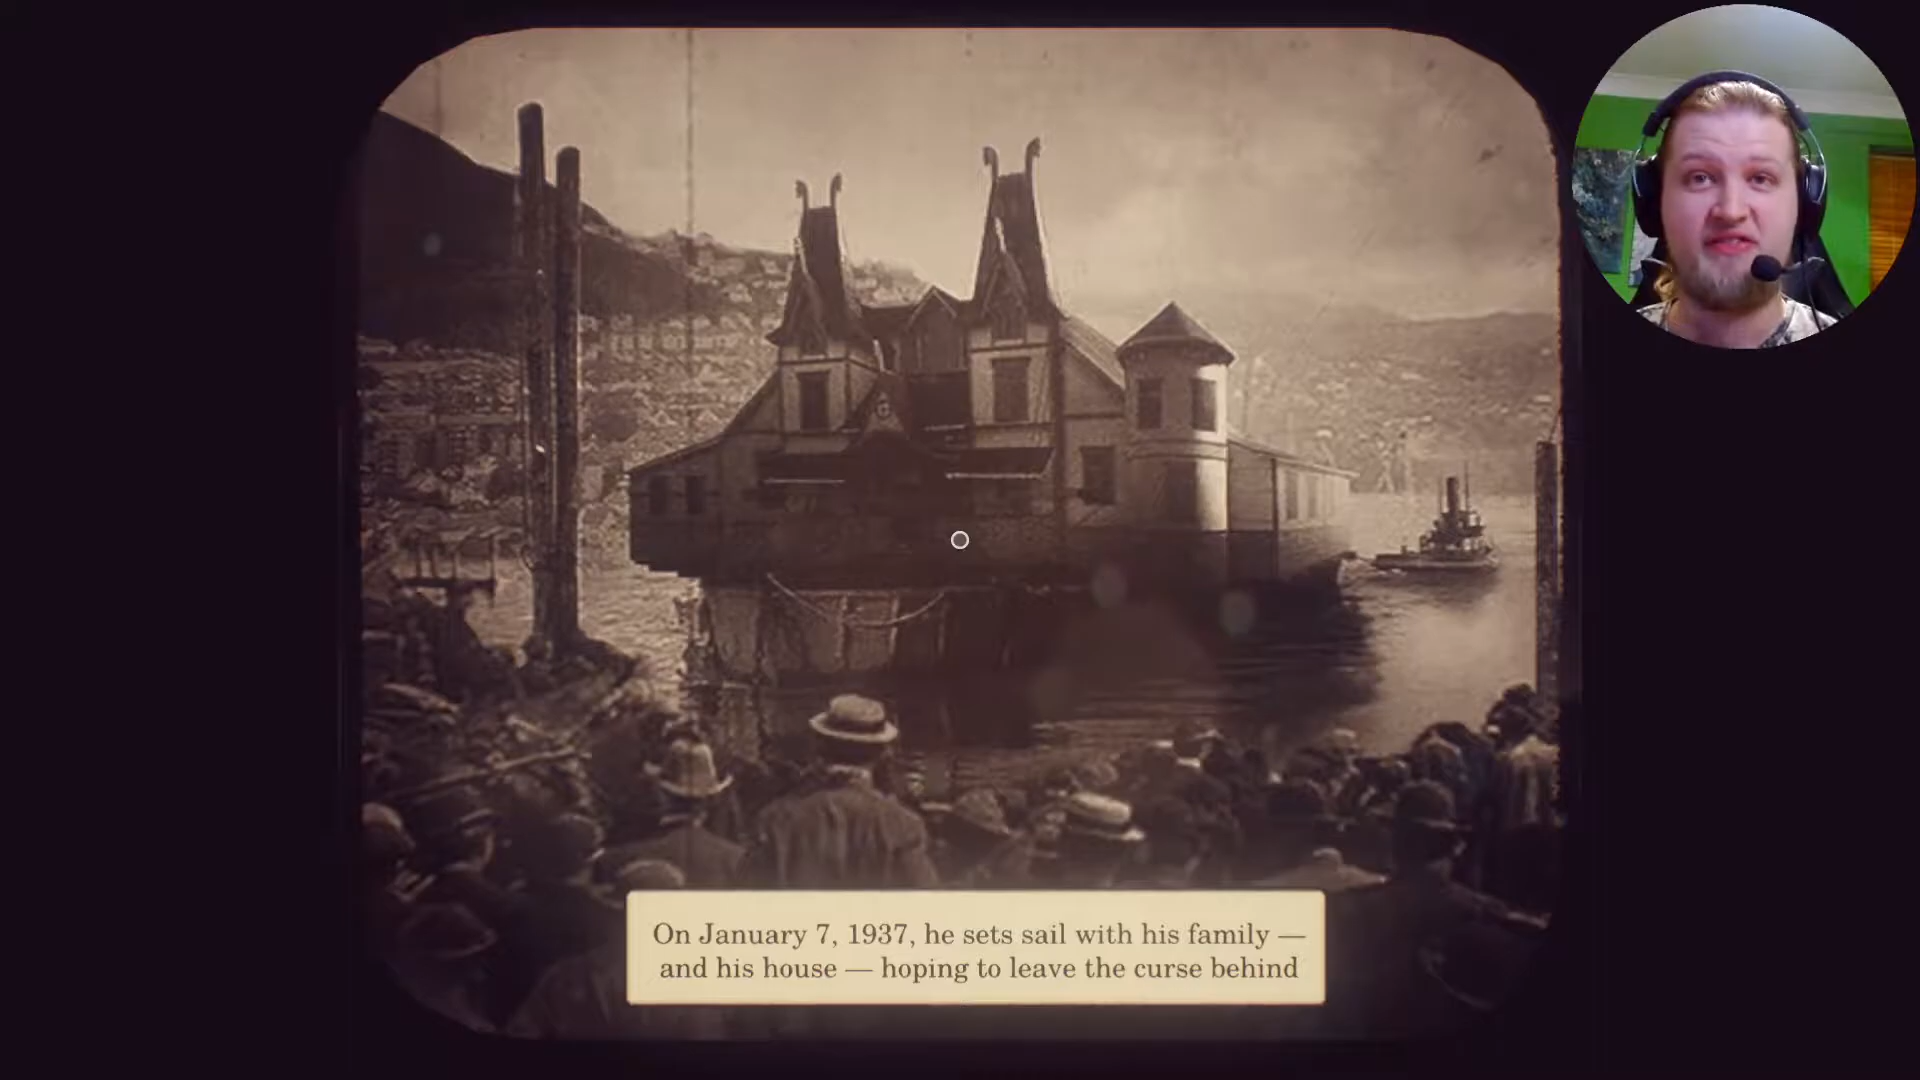 On January 7, 1937, he sets sail with his family —
and his house — hoping to leave the curse behind